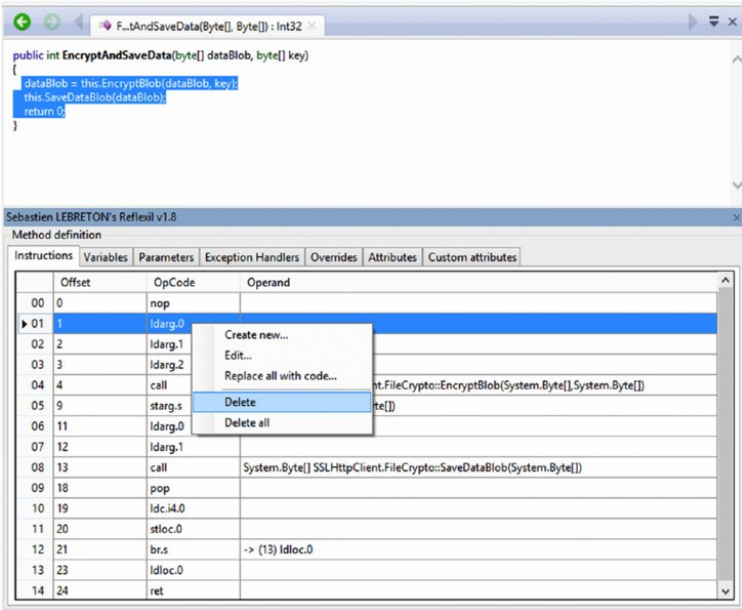 F...tAndSaveData(Byte[], Byte[]) : Int32
public int EncryptAndSaveData(byte[] dataBlob, byte[] key)
{
dataBlob = this.EncryptBlob(dataBlob, key);
this.SaveDataBlob(dataBlob);
return 0;
}
Sebastien LEBRETON's Reflexil v1.8
Method definition
Instructions Variables Parameters Exception Handlers Overrides Attributes Custom attributes
Offset OpCode Operand
00 0 nop
01 1 ldarg.0
02 2 ldarg.1
03 3 ldarg.2
04 4 call nt.FileCrypto::EncryptBlob(System.Byte[],System.Byte[])
05 9 starg.s te[])
06 11 ldarg.0
07 12 ldarg.1
08 13 call System.Byte[] SSLHttpClient.FileCrypto::SaveDataBlob(System.Byte[])
09 18 pop
10 19 ldc.i4.0
11 20 stloc.0
12 21 br.s -> (13) ldloc.0
13 23 ldloc.0
14 24 ret
Create new...
Edit...
Replace all with code...
Delete
Delete all